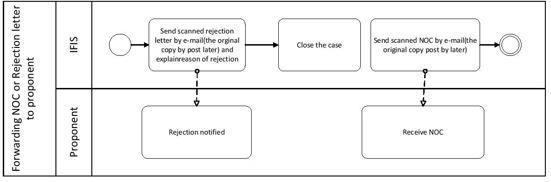 Forwarding NOC or Rejection letter
to proponent
IFIS
Send scanned rejection
letter by e-mail(the orginal
copy by post later) and
explainreason of rejection
Close the case
Send scanned NOC by e-mail(the
original copy post by later)
Proponent
Rejection notified
Receive NOC